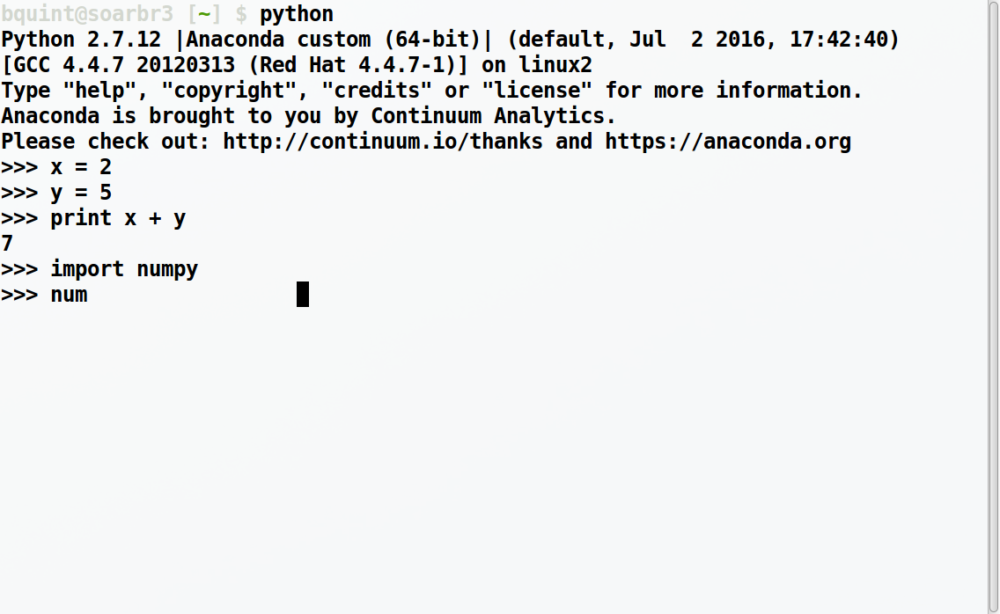 bquint@soarbr3 [~] $ python
Python 2.7.12 |Anaconda custom (64-bit)| (default, Jul  2 2016, 17:42:40)
[GCC 4.4.7 20120313 (Red Hat 4.4.7-1)] on linux2
Type "help", "copyright", "credits" or "license" for more information.
Anaconda is brought to you by Continuum Analytics.
Please check out: http://continuum.io/thanks and https://anaconda.org
>>> x = 2
>>> y = 5
>>> print x + y
7
>>> import numpy
>>> num